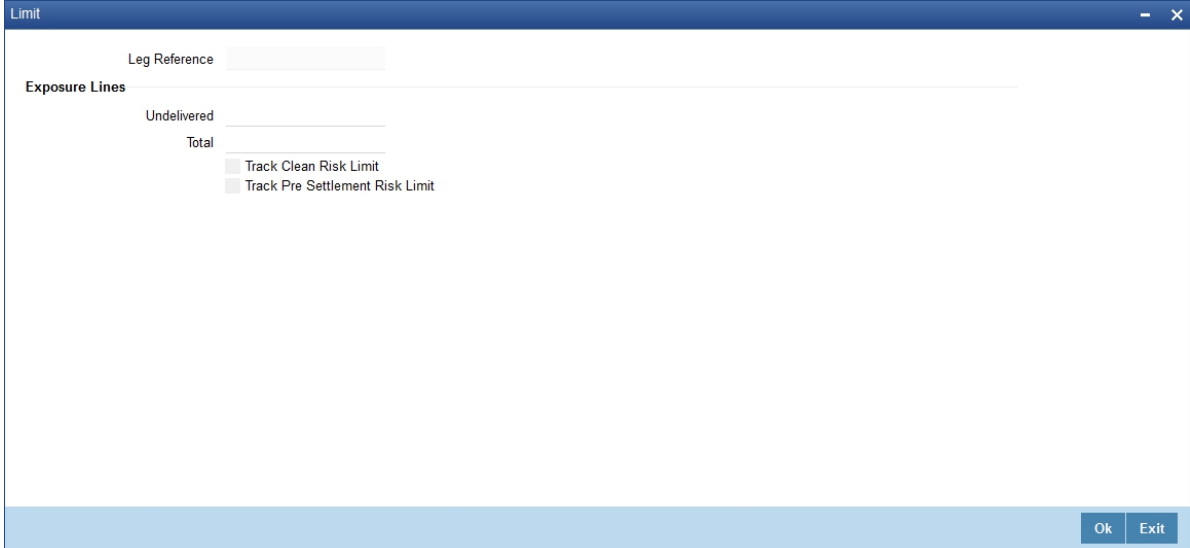 Limit
Leg Reference
Exposure Lines
Undelivered
Total
Track Clean Risk Limit
Track Pre Settlement Risk Limit
Ok Exit